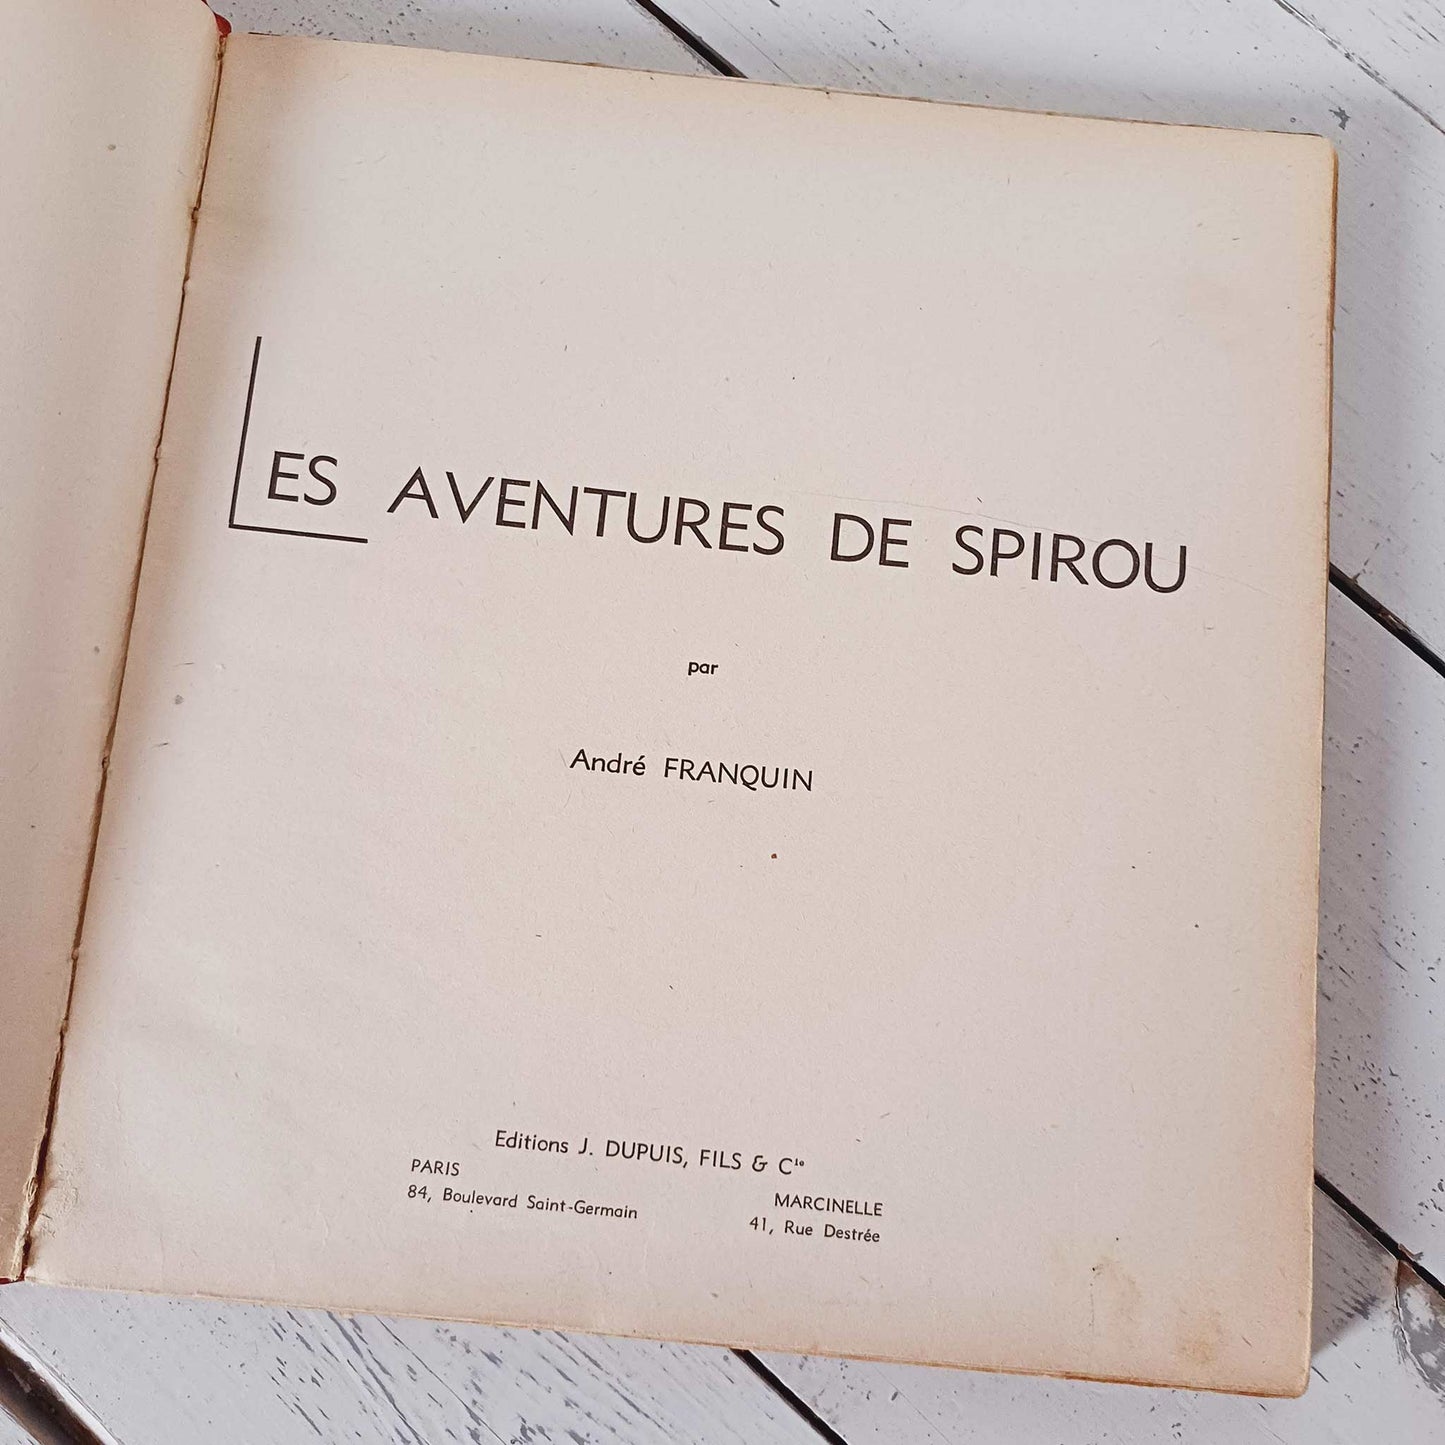 LES AVENTURES DE SPIROU
par
André FRANQUIN
Editions J. DUPUIS, FILS & Cie
PARIS
84, Boulevard Saint-Germain
MARCINELLE
41, Rue Destrée